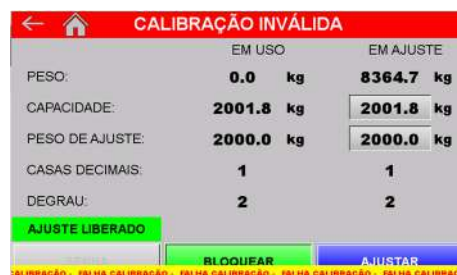 CALIBRAÇÃO INVÁLIDA
EM USO EM AJUSTE
PESO: 0.0 kg 8364.7 kg
CAPACIDADE: 2001.8 kg 2001.8 kg
PESO DE AJUSTE: 2000.0 kg 2000.0 kg
CASAS DECIMAIS: 1 1
DEGRAU: 2 2
AJUSTE LIBERADO
BLOQUEAR AJUSTAR
CALIBRAÇÃO - FALHA CALIBRAÇÃO - FALHA CALIBRAÇÃO - FALHA CALIBRAÇÃO - FALHA